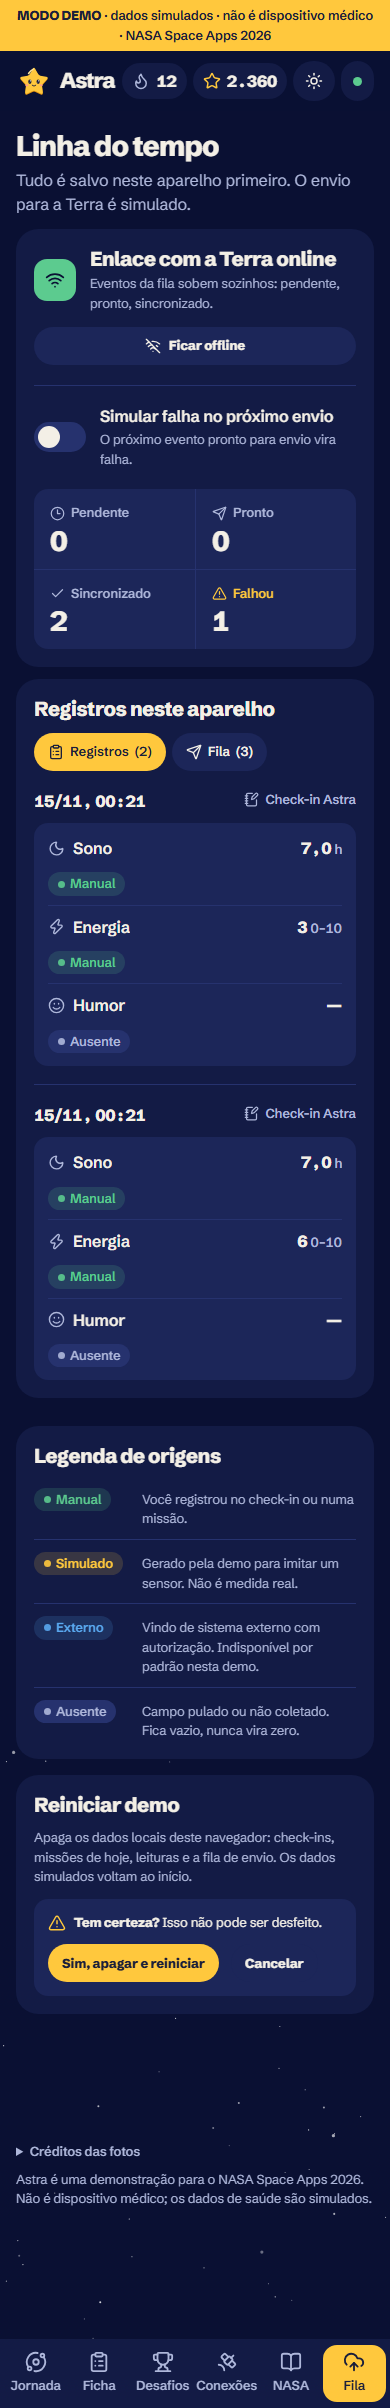 MODO DEMO · dados simulados · não é dispositivo médico
· NASA Space Apps 2026
Astra 12 2.360
Linha do tempo
Tudo é salvo neste aparelho primeiro. O envio
para a Terra é simulado.
Enlace com a Terra online
Eventos da fila sobem sozinhos: pendente,
pronto, sincronizado.
Ficar offline
Simular falha no próximo envio
O próximo evento pronto para envio vira
falha.
Pendente Pronto
0 0
Sincronizado Falhou
2 1
Registros neste aparelho
Registros (2) Fila (3)
15/11, 00:21 Check-in Astra
Sono 7,0 h
Manual
Energia 3 0-10
Manual
Humor —
Ausente
15/11, 00:21 Check-in Astra
Sono 7,0 h
Manual
Energia 6 0-10
Manual
Humor —
Ausente
Legenda de origens
Manual Você registrou no check-in ou numa
missão.
Simulado Gerado pela demo para imitar um
sensor. Não é medida real.
Externo Vindo de sistema externo com
autorização. Indisponível por
padrão nesta demo.
Ausente Campo pulado ou não coletado.
Fica vazio, nunca vira zero.
Reiniciar demo
Apaga os dados locais deste navegador: check-ins,
missões de hoje, leituras e a fila de envio. Os dados
simulados voltam ao início.
Tem certeza? Isso não pode ser desfeito.
Sim, apagar e reiniciar Cancelar
Créditos das fotos
Astra é uma demonstração para o NASA Space Apps 2026.
Não é dispositivo médico; os dados de saúde são simulados.
Jornada Ficha Desafios Conexões NASA Fila